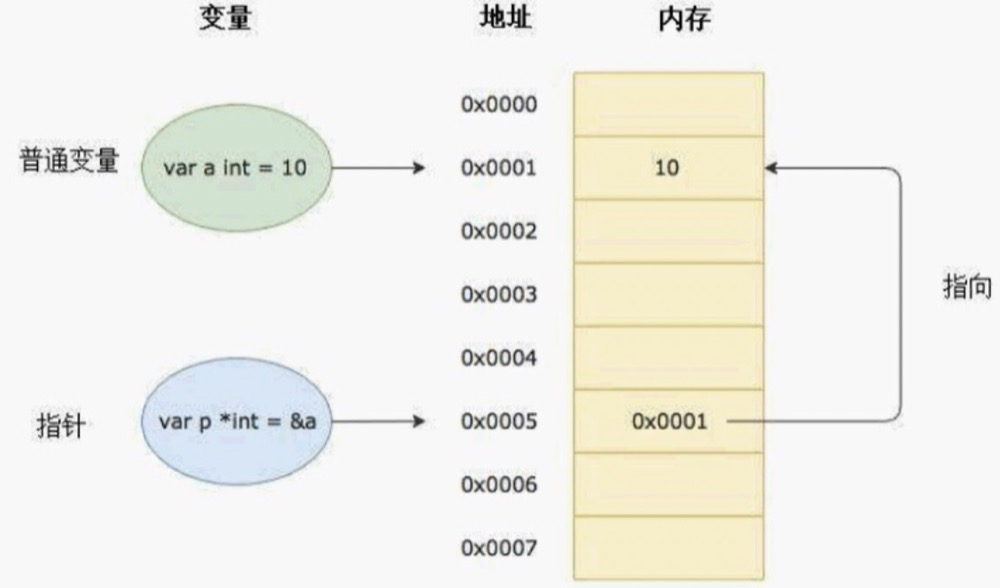 变量
地址
内存
0x0000
普通变量
var a int = 10
0x0001
10
0x0002
0x0003
指向
0x0004
指针
var p *int = &a
0x0005
0x0001
0x0006
0x0007